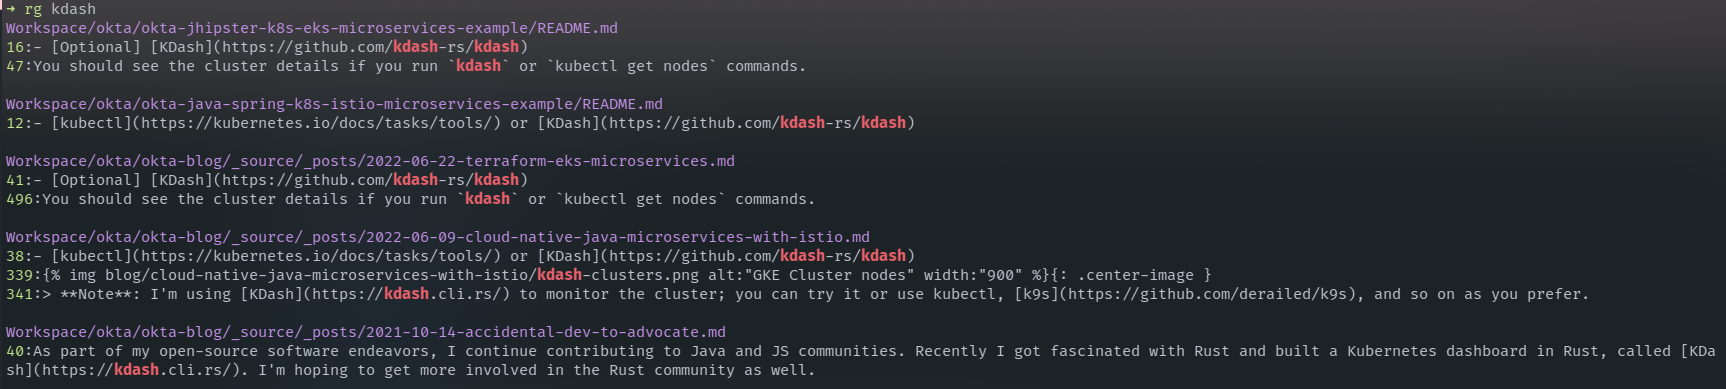 → rg kdash
Workspace/okta/okta-jhipster-k8s-eks-microservices-example/README.md
16:- [Optional] [KDash](https://github.com/kdash-rs/kdash)
47:You should see the cluster details if you run `kdash` or `kubectl get nodes` commands.

Workspace/okta/okta-java-spring-k8s-istio-microservices-example/README.md
12:- [kubectl](https://kubernetes.io/docs/tasks/tools/) or [KDash](https://github.com/kdash-rs/kdash)

Workspace/okta/okta-blog/_source/_posts/2022-06-22-terraform-eks-microservices.md
41:- [Optional] [KDash](https://github.com/kdash-rs/kdash)
496:You should see the cluster details if you run `kdash` or `kubectl get nodes` commands.

Workspace/okta/okta-blog/_source/_posts/2022-06-09-cloud-native-java-microservices-with-istio.md
38:- [kubectl](https://kubernetes.io/docs/tasks/tools/) or [KDash](https://github.com/kdash-rs/kdash)
339:{% img blog/cloud-native-java-microservices-with-istio/kdash-clusters.png alt:"GKE Cluster nodes" width:"900" %}{: .center-image }
341:> **Note**: I'm using [KDash](https://kdash.cli.rs/) to monitor the cluster; you can try it or use kubectl, [k9s](https://github.com/derailed/k9s), and so on as you prefer.

Workspace/okta/okta-blog/_source/_posts/2021-10-14-accidental-dev-to-advocate.md
40:As part of my open-source software endeavors, I continue contributing to Java and JS communities. Recently I got fascinated with Rust and built a Kubernetes dashboard in Rust, called [KDa
sh](https://kdash.cli.rs/). I'm hoping to get more involved in the Rust community as well.